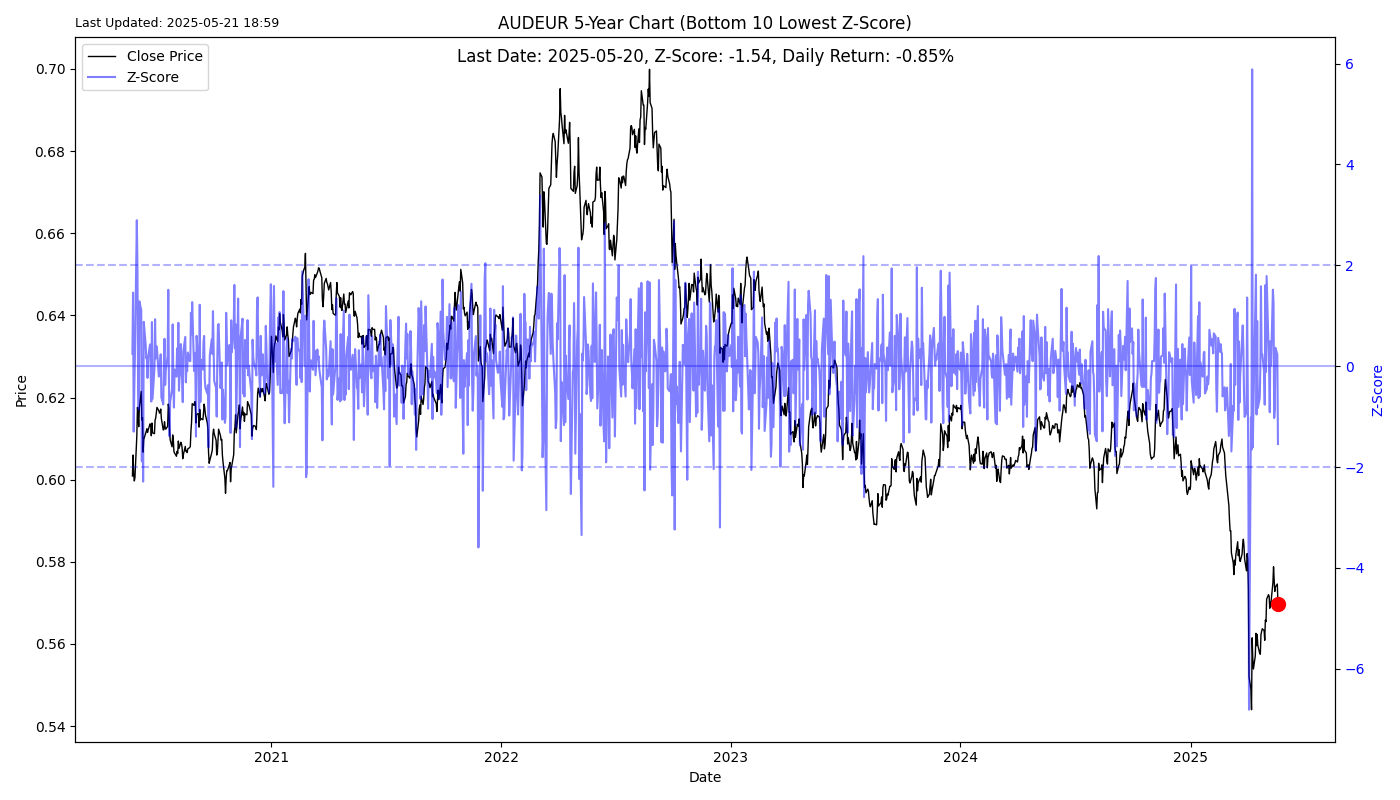 Last Updated: 2025-05-21 18:59
AUDEUR 5-Year Chart (Bottom 10 Lowest Z-Score)
Last Date: 2025-05-20, Z-Score: -1.54, Daily Return: -0.85%
Close Price
Z-Score
0.70
0.68
0.66
0.64
0.62
0.60
0.58
0.56
0.54
Price
6
4
2
0
−2
−4
−6
Z-Score
2021
2022
2023
2024
2025
Date